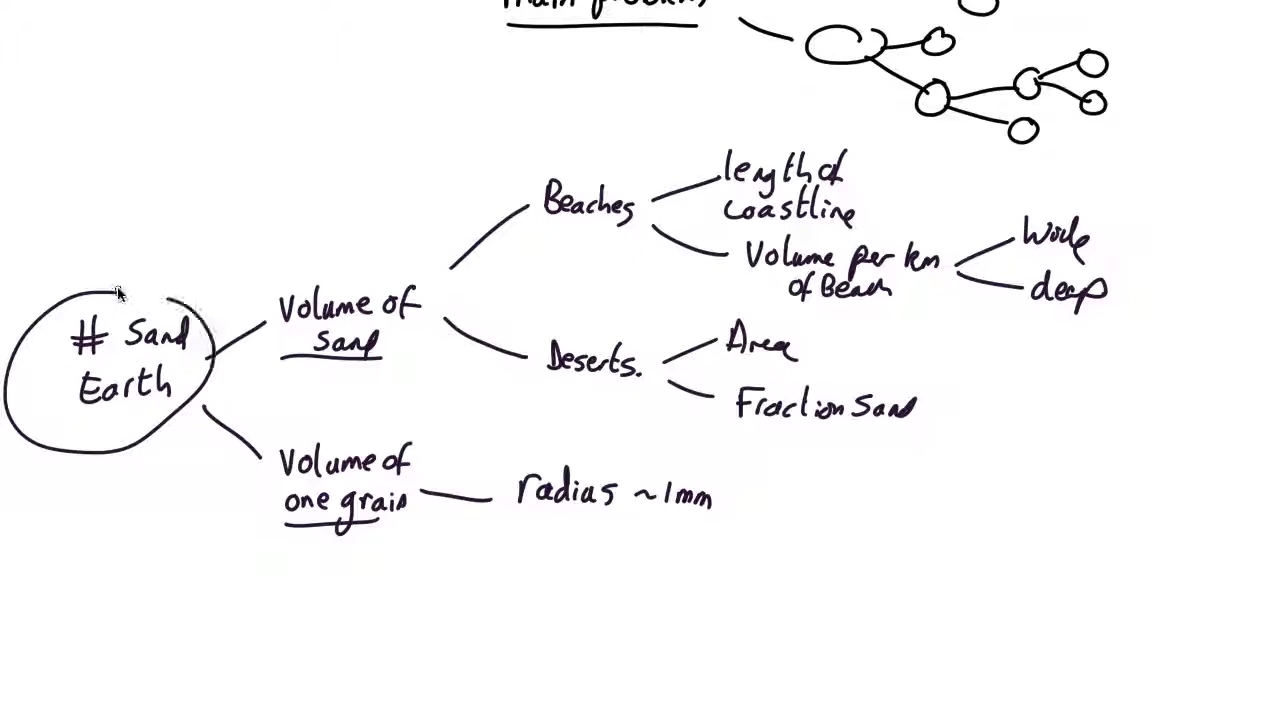 Beaches
length of
coastline
Volume per km
of Beach
Wide
deep
Volume of
Sand
# Sand
Earth
Deserts.
Area
Fraction Sand
Volume of
one grain
radius ~1mm